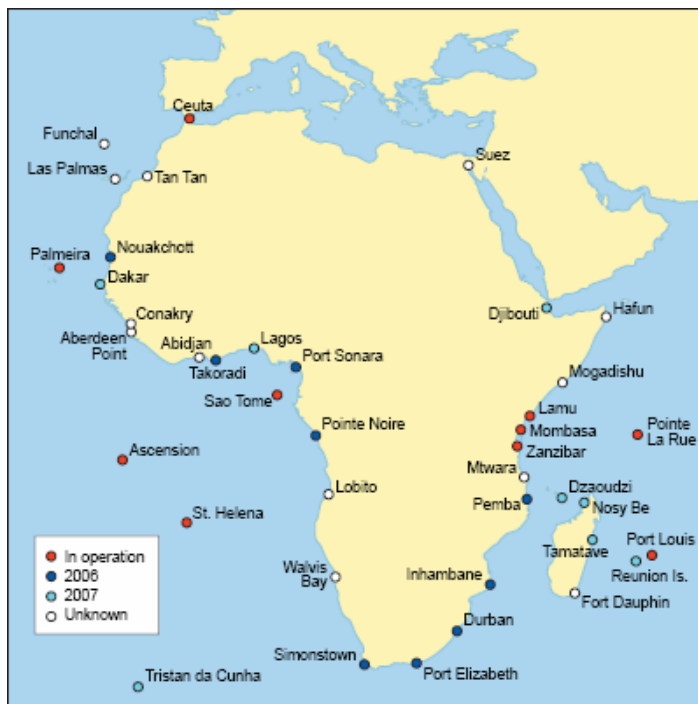 Ceuta
Funchal
Suez
Las Palmas
Tan Tan
Nouakchott
Palmeira
Dakar
Djibouti
Hafun
Conakry
Aberdeen
Point
Abidjan
Lagos
Takoradi
Port Sonara
Mogadishu
Sao Tome
Lamu
Pointe
La Rue
Mombasa
Pointe Noire
Zanzibar
Ascension
Mtwara
Dzaoudzi
Lobito
Pemba
Nosy Be
St. Helena
Port Louis
Tamatave
In operation
2006
2007
Unknown
Walvis
Bay
Inhambane
Reunion Is.
Fort Dauphin
Durban
Simonstown
Port Elizabeth
Tristan da Cunha